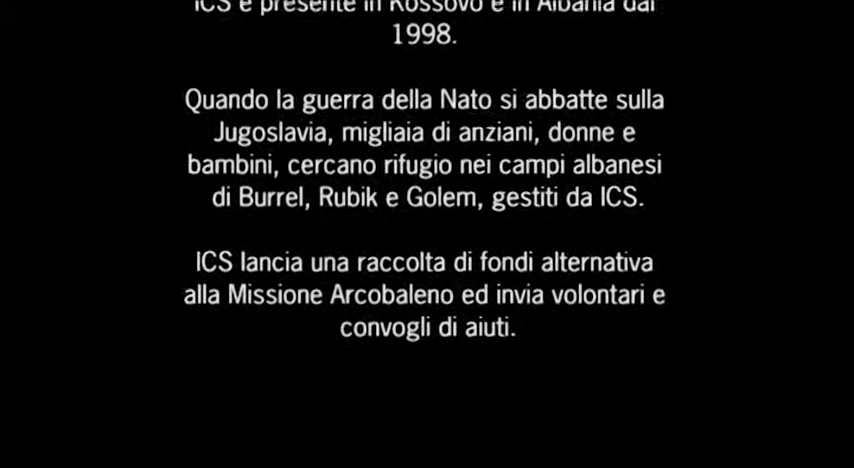 ICS è presente in Kossovo e in Albania dal
1998.
Quando la guerra della Nato si abbatte sulla
Jugoslavia, migliaia di anziani, donne e
bambini, cercano rifugio nei campi albanesi
di Burrel, Rubik e Golem, gestiti da ICS.
ICS lancia una raccolta di fondi alternativa
alla Missione Arcobaleno ed invia volontari e
convogli di aiuti.